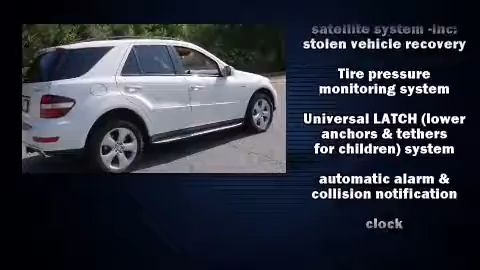 satellite system -inc:
stolen vehicle recovery
Tire pressure
monitoring system
Universal LATCH (lower
anchors & tethers
for children) system
automatic alarm &
collision notification
clock